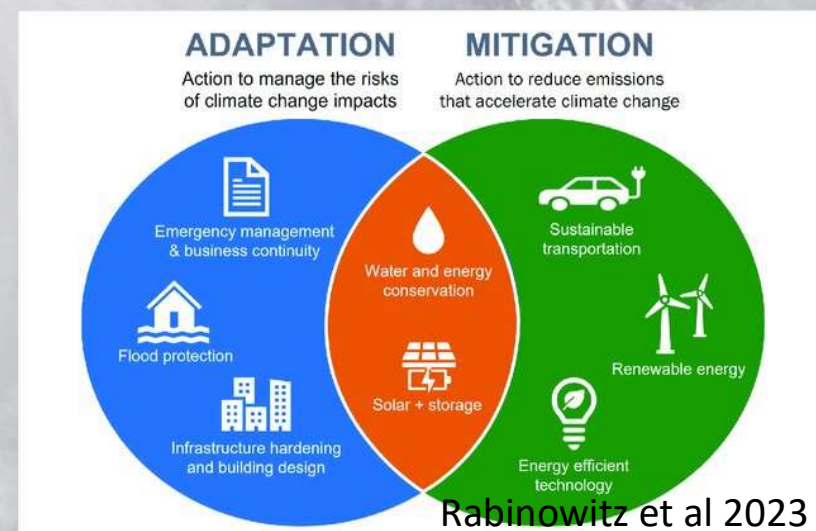 ADAPTATION
Action to manage the risks
of climate change impacts
MITIGATION
Action to reduce emissions
that accelerate climate change
Emergency management
& business continuity
Flood protection
Infrastructure hardening
and building design
Water and energy
conservation
Solar + storage
Sustainable
transportation
Renewable energy
Energy efficient
technology
Rabinowitz et al 2023